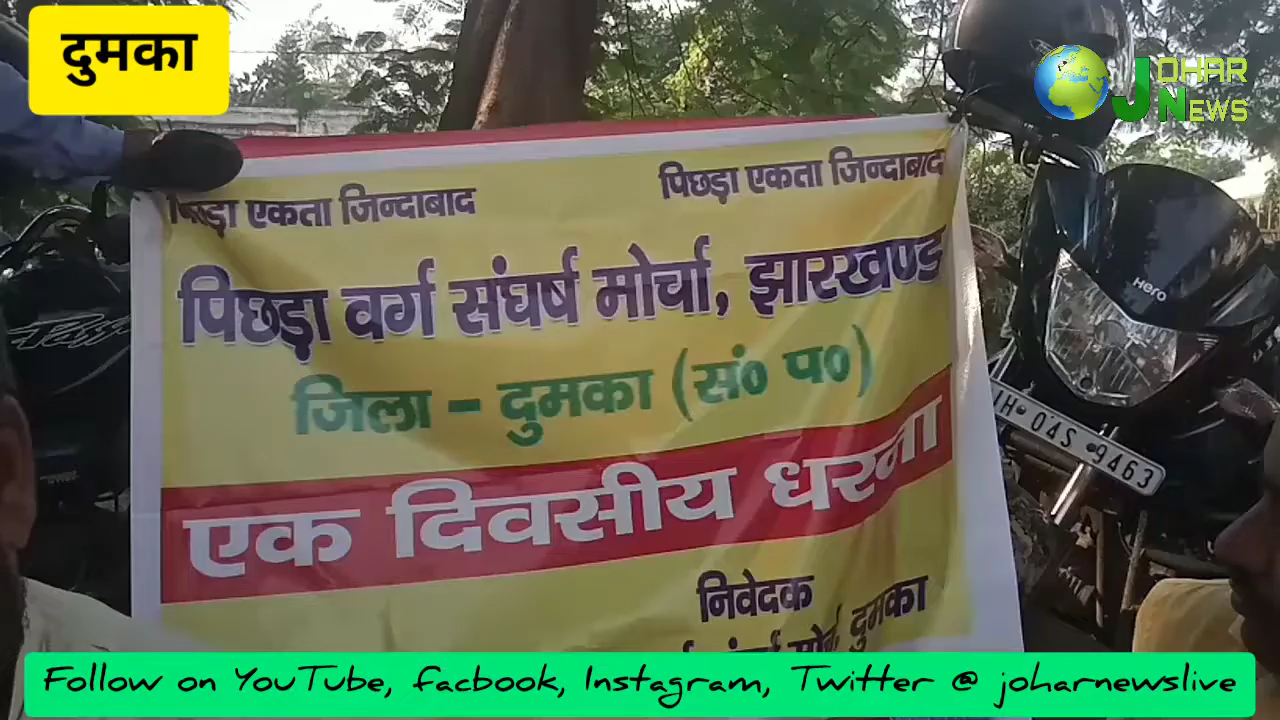 दुमका
JOHAR NEWS
एकता जिन्दाबाद
पिछड़ा एकता जिन्दाबाद
पिछड़ा वर्ग संघर्ष मोर्चा, झारखण्ड
जिला - दुमका (सं० प०)
एक दिवसीय धरना
निवेदक
दुमका
Hero
JH 04S 9463
Follow on YouTube, facbook, Instagram, Twitter @ joharnewslive